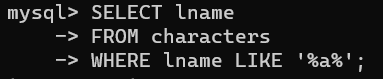 mysql> SELECT lname
    -> FROM characters
    -> WHERE lname LIKE '%a%';